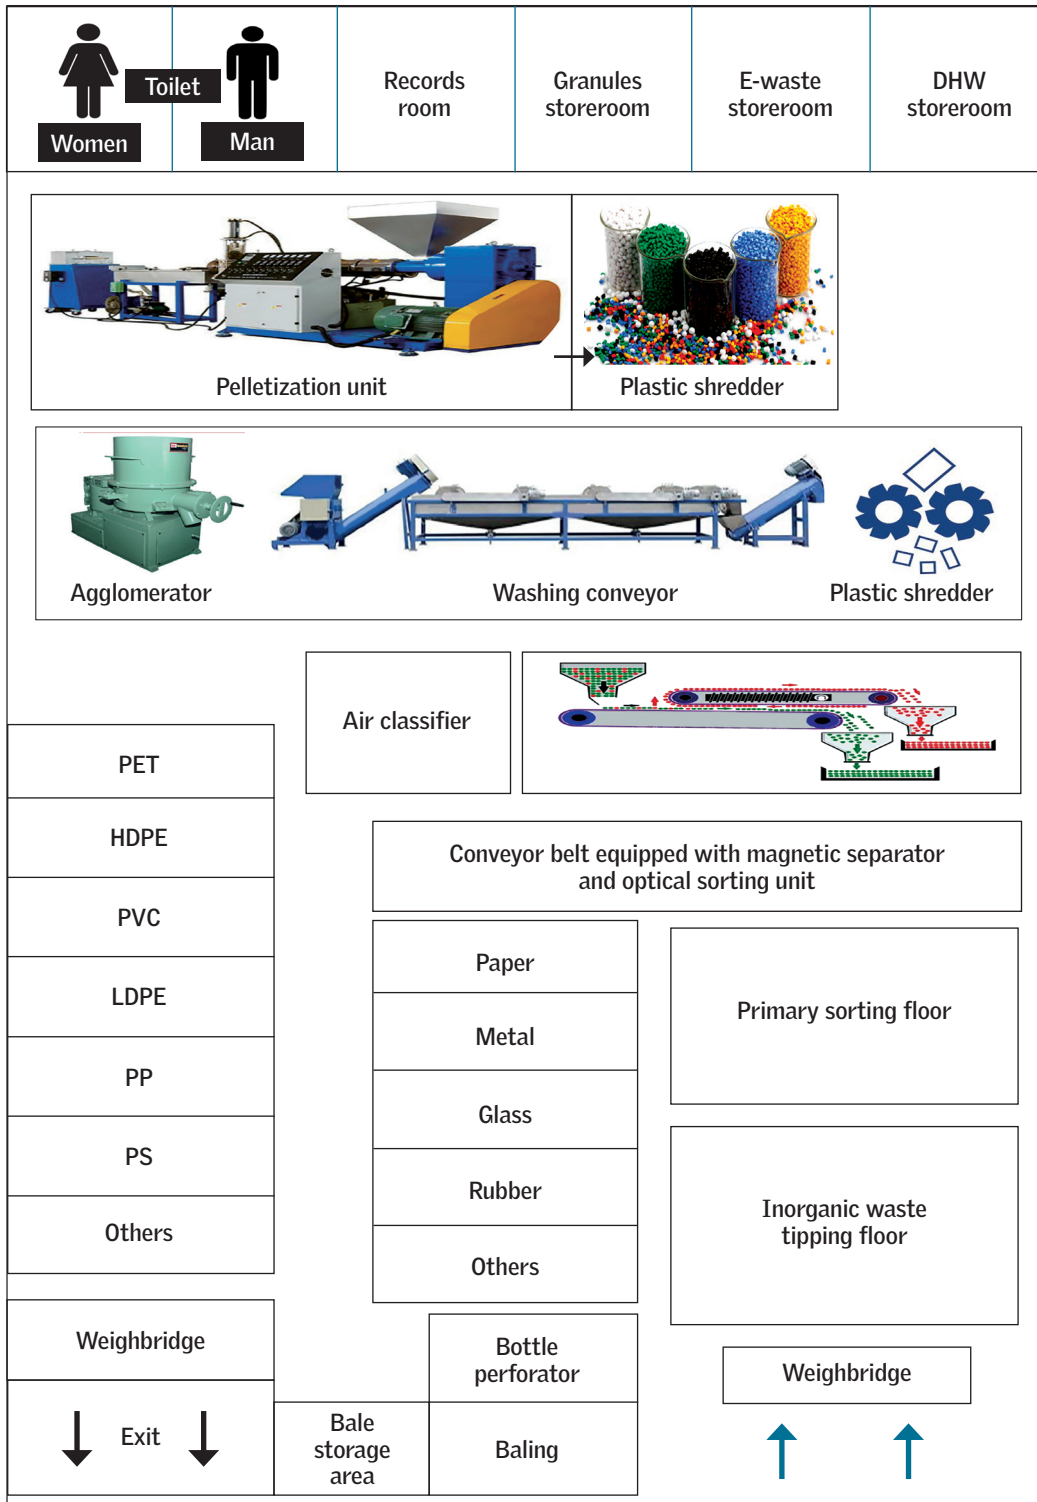 Toilet
Women
Man
Records
room
Granules
storeroom
E-waste
storeroom
DHW
storeroom
Pelletization unit
Plastic shredder
Agglomerator
Washing conveyor
Plastic shredder
Air classifier
PET
HDPE
PVC
LDPE
PP
PS
Others
Conveyor belt equipped with magnetic separator
and optical sorting unit
Paper
Metal
Glass
Rubber
Others
Primary sorting floor
Inorganic waste
tipping floor
Weighbridge
Exit
Bale
storage
area
Bottle
perforator
Baling
Weighbridge